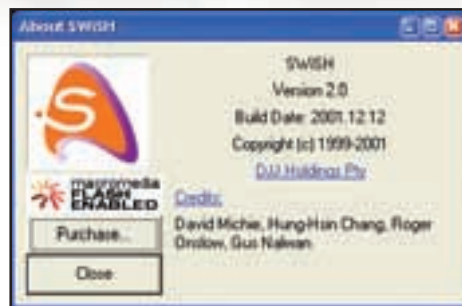 About SWiSH
S
SWiSH
Version 2.0
Build Date: 2001.12.12
Copyright (c) 1999-2001
DJJ Holdings Pty
macromedia
FLASH
ENABLED
Credits:
David Michie, Hung-Hsin Chang, Roger
Onslow, Gus Nalwan
Purchase...
Close